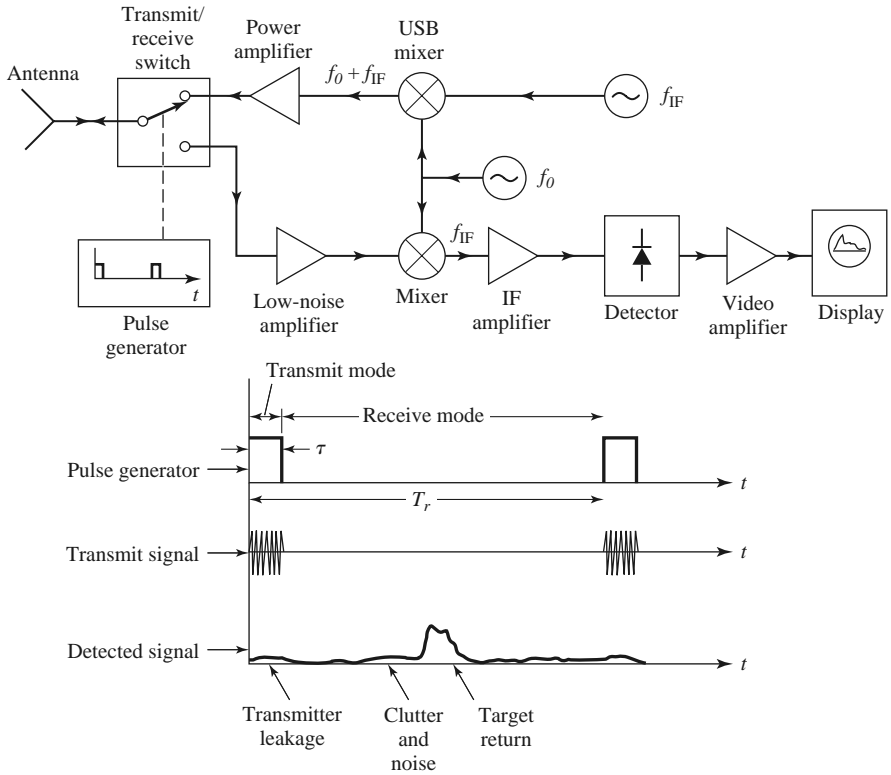 Transmit/
receive
switch
Power
amplifier
USB
mixer
Antenna
f0 + fIF
fIF
f0
fIF
t
Pulse
generator
Low-noise
amplifier
Mixer
IF
amplifier
Detector
Video
amplifier
Display
Transmit mode
Receive mode
τ
Pulse generator
t
Tr
Transmit signal
t
Detected signal
t
Transmitter
leakage
Clutter
and
noise
Target
return